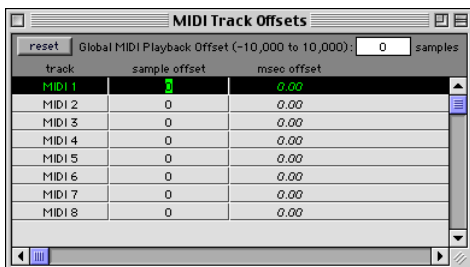 MIDI Track Offsets
reset Global MIDI Playback Offset (-10,000 to 10,000): 0 samples
track sample offset msec offset
MIDI 1 0 0.00
MIDI 2 0 0.00
MIDI 3 0 0.00
MIDI 4 0 0.00
MIDI 5 0 0.00
MIDI 6 0 0.00
MIDI 7 0 0.00
MIDI 8 0 0.00